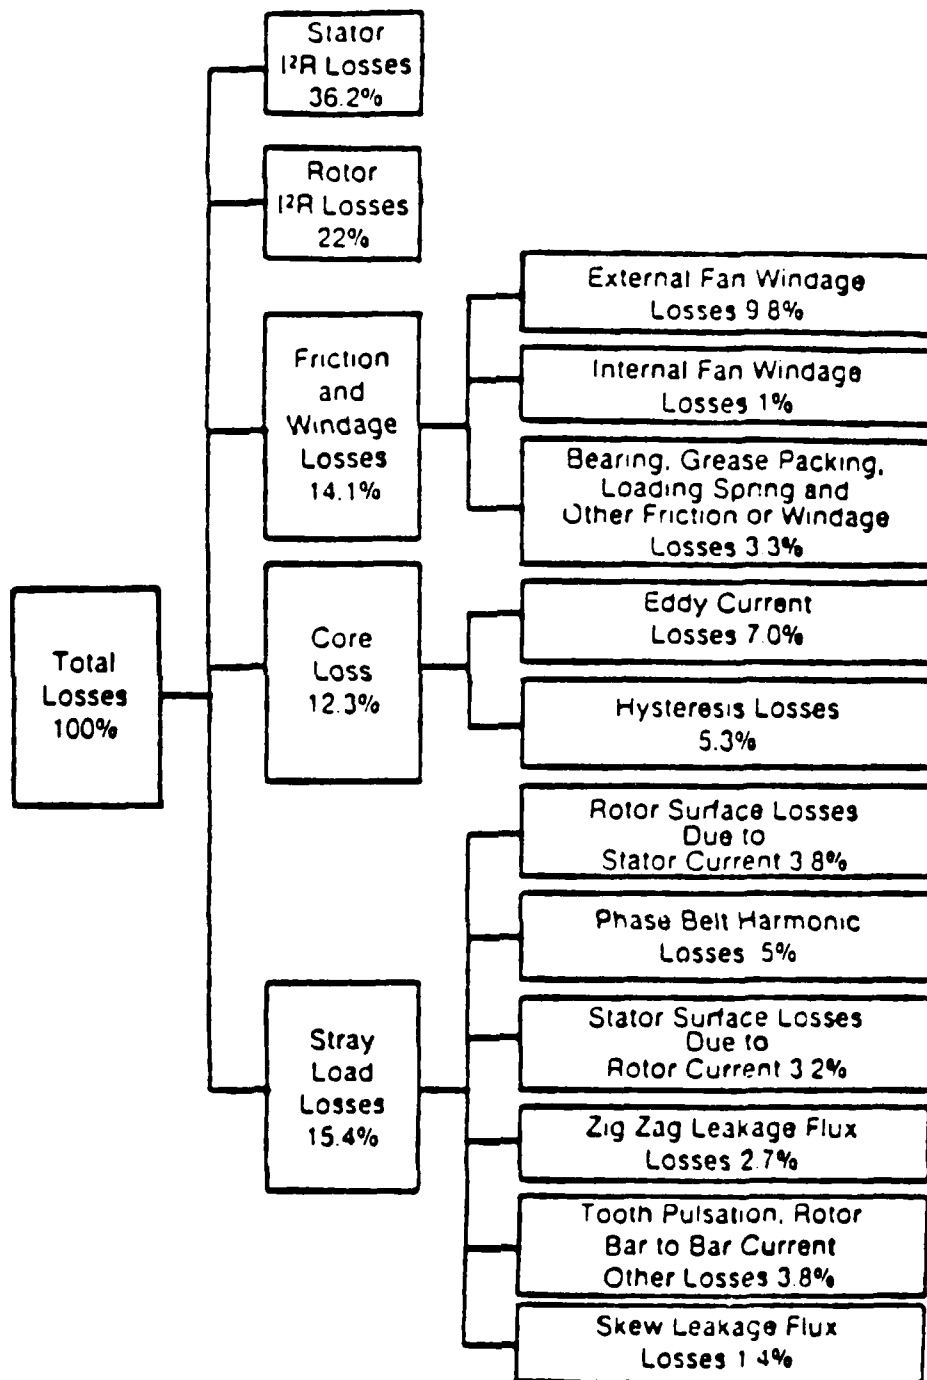 Stator
I²R Losses
36.2%
Rotor
I²R Losses
22%
External Fan Windage
Losses 9.8%
Friction
and
Windage
Losses
14.1%
Internal Fan Windage
Losses 1%
Bearing, Grease Packing,
Loading Spring and
Other Friction or Windage
Losses 3.3%
Total
Losses
100%
Core
Loss
12.3%
Eddy Current
Losses 7.0%
Hysteresis Losses
5.3%
Stray
Load
Losses
15.4%
Rotor Surface Losses
Due to
Stator Current 3.8%
Phase Belt Harmonic
Losses .5%
Stator Surface Losses
Due to
Rotor Current 3.2%
Zig Zag Leakage Flux
Losses 2.7%
Tooth Pulsation, Rotor
Bar to Bar Current
Other Losses 3.8%
Skew Leakage Flux
Losses 1.4%